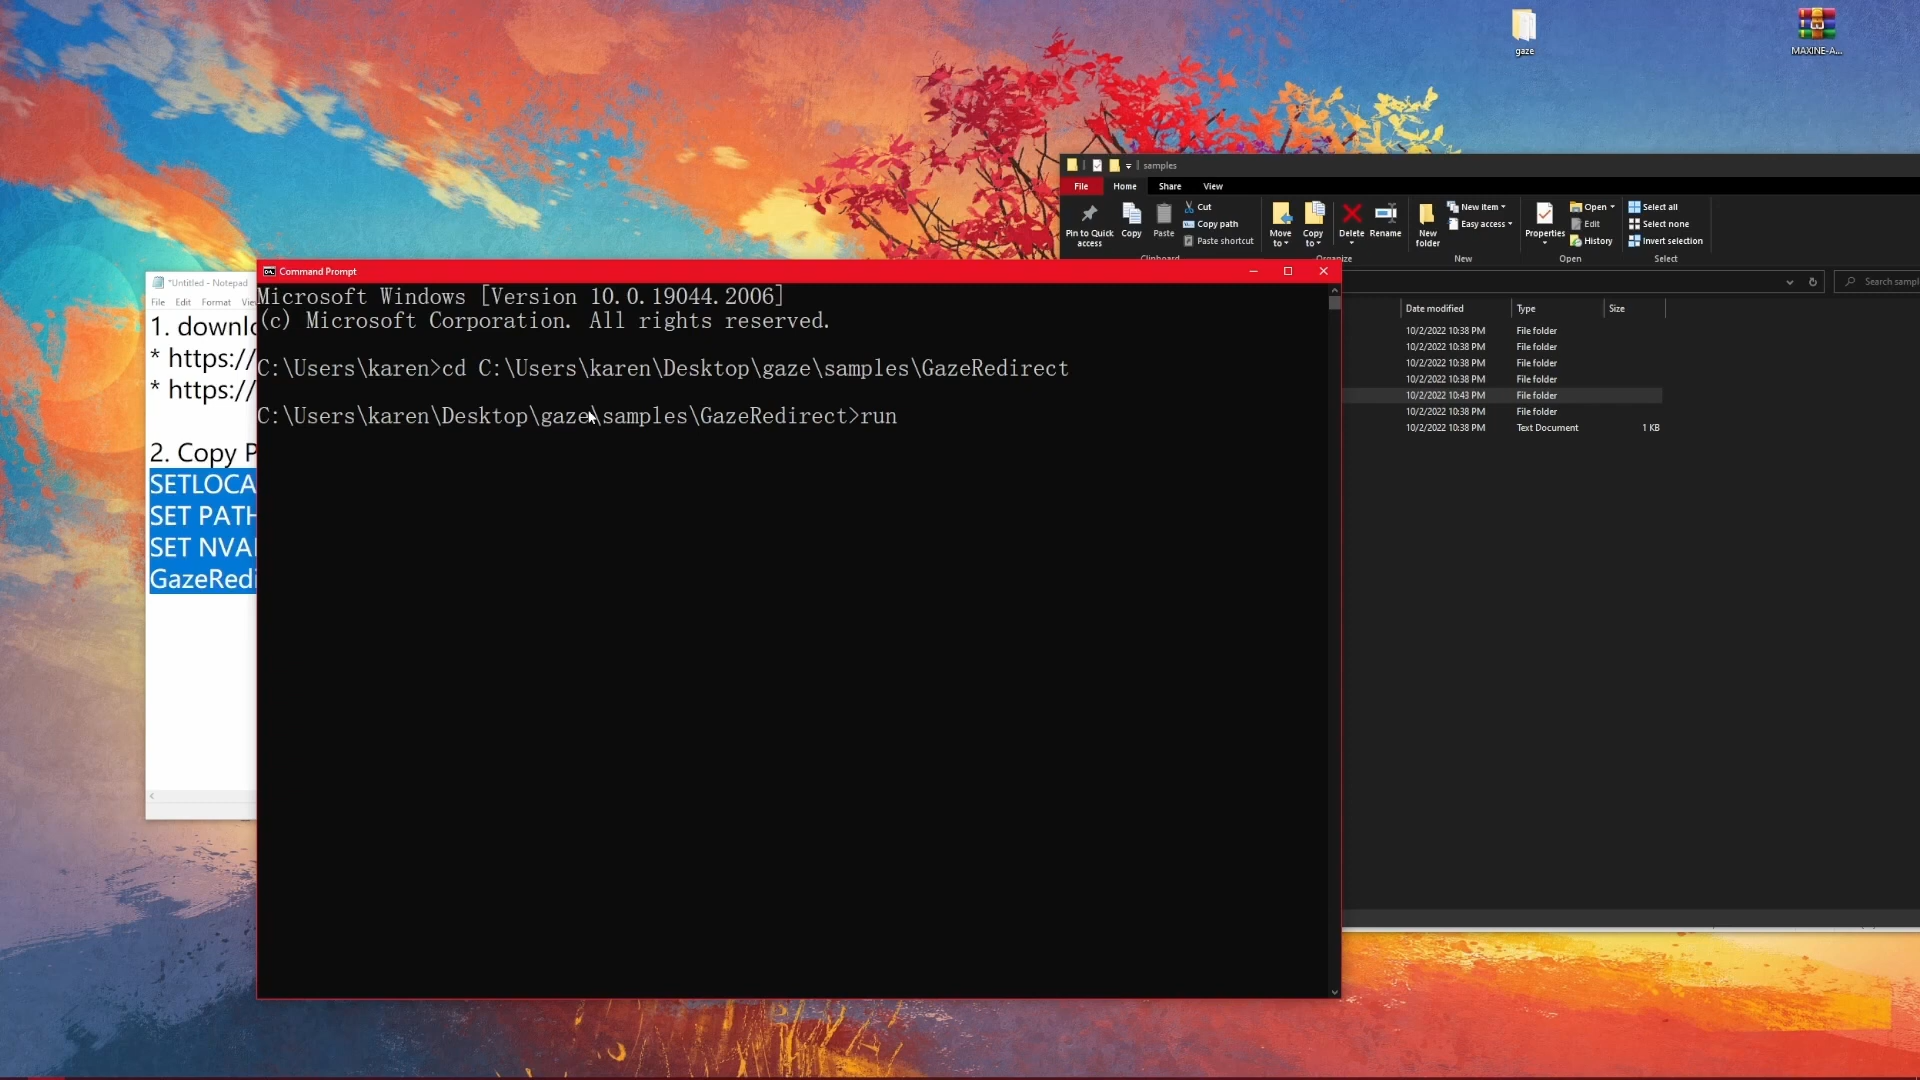 gaze
MAXINE-A...
samples
File Home Share View
Pin to Quick access
Copy
Paste
Cut
Copy path
Paste shortcut
Move to
Copy to
Delete
Rename
New folder
New item
Easy access
Properties
Open
Edit
History
Select all
Select none
Invert selection
Clipboard
Organize
New
Open
Select
Search sampl
Date modified Type Size
10/2/2022 10:38 PM File folder
10/2/2022 10:38 PM File folder
10/2/2022 10:38 PM File folder
10/2/2022 10:38 PM File folder
10/2/2022 10:43 PM File folder
10/2/2022 10:38 PM File folder
10/2/2022 10:38 PM Text Document 1 KB
*Untitled - Notepad
File Edit Format Vie
1. downlo
* https://
* https://
2. Copy P
SETLOCA
SET PATH
SET NVA
GazeRedi
Command Prompt
Microsoft Windows [Version 10.0.19044.2006]
(c) Microsoft Corporation. All rights reserved.
C:\Users\karen>cd C:\Users\karen\Desktop\gaze\samples\GazeRedirect
C:\Users\karen\Desktop\gaze\samples\GazeRedirect>run